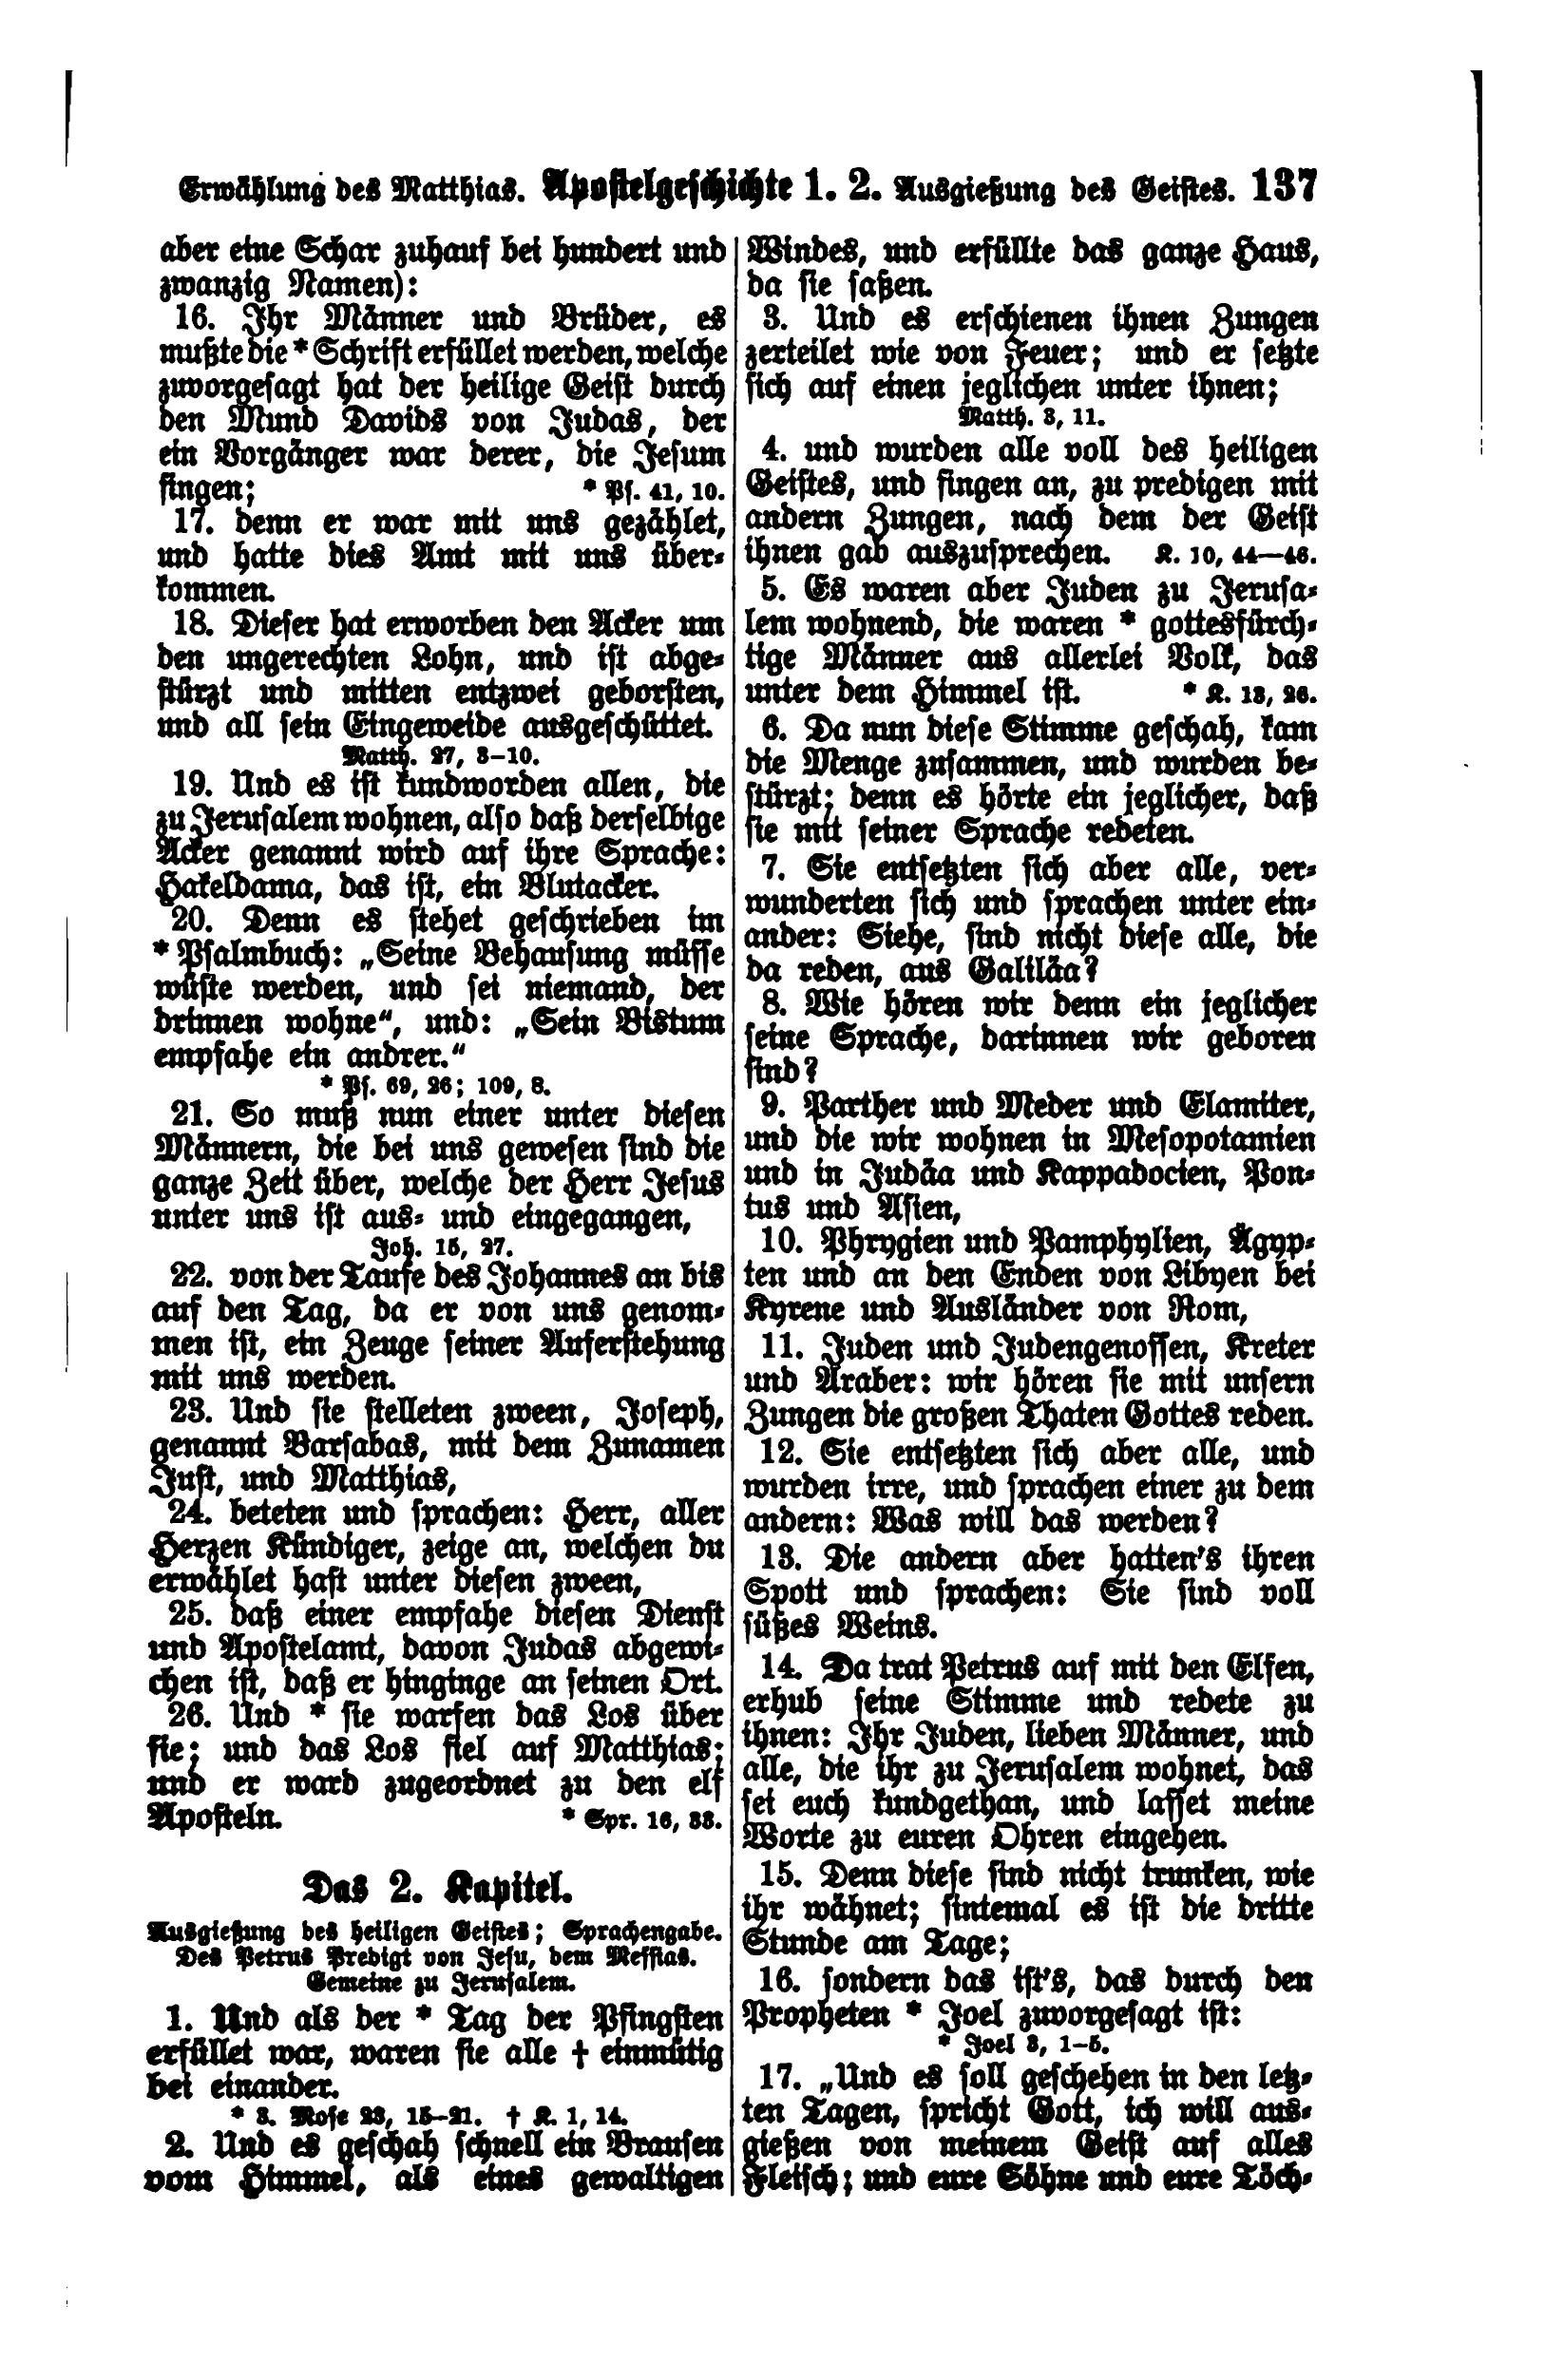 Erwählung des Matthias. Apostelgeschichte 1. 2. Ausgießung des Geistes. 137
aber eine Schar zuhauf bei hundert und
zwanzig Namen):
16. Ihr Männer und Brüder, es
mußte die * Schrift erfüllet werden, welche
zuvorgesagt hat der heilige Geist durch
den Mund Davids von Judas, der
ein Vorgänger war derer, die Jesum
fingen; * Ps. 41, 10.
17. denn er war mit uns gezählet,
und hatte dies Amt mit uns über-
kommen.
18. Dieser hat erworben den Acker um
den ungerechten Lohn, und ist abge-
stürzt und mitten entzwei geborsten,
und all sein Eingeweide ausgeschüttet.
Matth. 27, 3–10.
19. Und es ist kundworden allen, die
zu Jerusalem wohnen, also daß derselbige
Acker genannt wird auf ihre Sprache:
Hakeldama, das ist, ein Blutacker.
20. Denn es stehet geschrieben im
* Psalmbuch: „Seine Behausung müsse
wüste werden, und sei niemand, der
drinnen wohne“, und: „Sein Bistum
empfahe ein andrer.“
* Ps. 69, 26; 109, 8.
21. So muß nun einer unter diesen
Männern, die bei uns gewesen sind die
ganze Zeit über, welche der Herr Jesus
unter uns ist aus- und eingegangen,
Joh. 15, 27.
22. von der Taufe des Johannes an bis
auf den Tag, da er von uns genom-
men ist, ein Zeuge seiner Auferstehung
mit uns werden.
23. Und sie stelleten zween, Joseph,
genannt Barsabas, mit dem Zunamen
Just, und Matthias,
24. beteten und sprachen: Herr, aller
Herzen Kündiger, zeige an, welchen du
erwählet hast unter diesen zween,
25. daß einer empfahe diesen Dienst
und Apostelamt, davon Judas abgewi-
chen ist, daß er hinginge an seinen Ort.
26. Und * sie warfen das Los über
sie; und das Los fiel auf Matthias;
und er ward zugeordnet zu den elf
Aposteln. * Spr. 16, 33.
Das 2. Kapitel.
Ausgießung des heiligen Geistes; Sprachengabe.
Des Petrus Predigt von Jesu, dem Messias.
Gemeine zu Jerusalem.
1. Und als der * Tag der Pfingsten
erfüllet war, waren sie alle † einmütig
bei einander.
* 3. Mose 23, 15–21. † K. 1, 14.
2. Und es geschah schnell ein Brausen
vom Himmel, als eines gewaltigen
Windes, und erfüllte das ganze Haus,
da sie saßen.
3. Und es erschienen ihnen Zungen
zerteilet wie von Feuer; und er setzte
sich auf einen jeglichen unter ihnen;
Matth. 3, 11.
4. und wurden alle voll des heiligen
Geistes, und fingen an, zu predigen mit
andern Zungen, nach dem der Geist
ihnen gab auszusprechen. K. 10, 44—46.
5. Es waren aber Juden zu Jerusa-
lem wohnend, die waren * gottesfürch-
tige Männer aus allerlei Volk, das
unter dem Himmel ist. * K. 13, 26.
6. Da nun diese Stimme geschah, kam
die Menge zusammen, und wurden be-
stürzt; denn es hörte ein jeglicher, daß
sie mit seiner Sprache redeten.
7. Sie entsetzten sich aber alle, ver-
wunderten sich und sprachen unter ein-
ander: Siehe, sind nicht diese alle, die
da reden, aus Galiläa?
8. Wie hören wir denn ein jeglicher
seine Sprache, darinnen wir geboren
sind?
9. Parther und Meder und Elamiter,
und die wir wohnen in Mesopotamien
und in Judäa und Kappadocien, Pon-
tus und Asien,
10. Phrygien und Pamphylien, Ägyp-
ten und an den Enden von Libyen bei
Kyrene und Ausländer von Rom,
11. Juden und Judengenossen, Kreter
und Araber: wir hören sie mit unsern
Zungen die großen Thaten Gottes reden.
12. Sie entsetzten sich aber alle, und
wurden irre, und sprachen einer zu dem
andern: Was will das werden?
13. Die andern aber hatten's ihren
Spott und sprachen: Sie sind voll
süßes Weins.
14. Da trat Petrus auf mit den Elfen,
erhub seine Stimme und redete zu
ihnen: Ihr Juden, lieben Männer, und
alle, die ihr zu Jerusalem wohnet, das
sei euch kundgethan, und lasset meine
Worte zu euren Ohren eingehen.
15. Denn diese sind nicht trunken, wie
ihr wähnet; sintemal es ist die dritte
Stunde am Tage;
16. sondern das ist's, das durch den
Propheten * Joel zuvorgesagt ist:
* Joel 3, 1–5.
17. „Und es soll geschehen in den letz-
ten Tagen, spricht Gott, ich will aus-
gießen von meinem Geist auf alles
Fleisch; und eure Söhne und eure Töch-